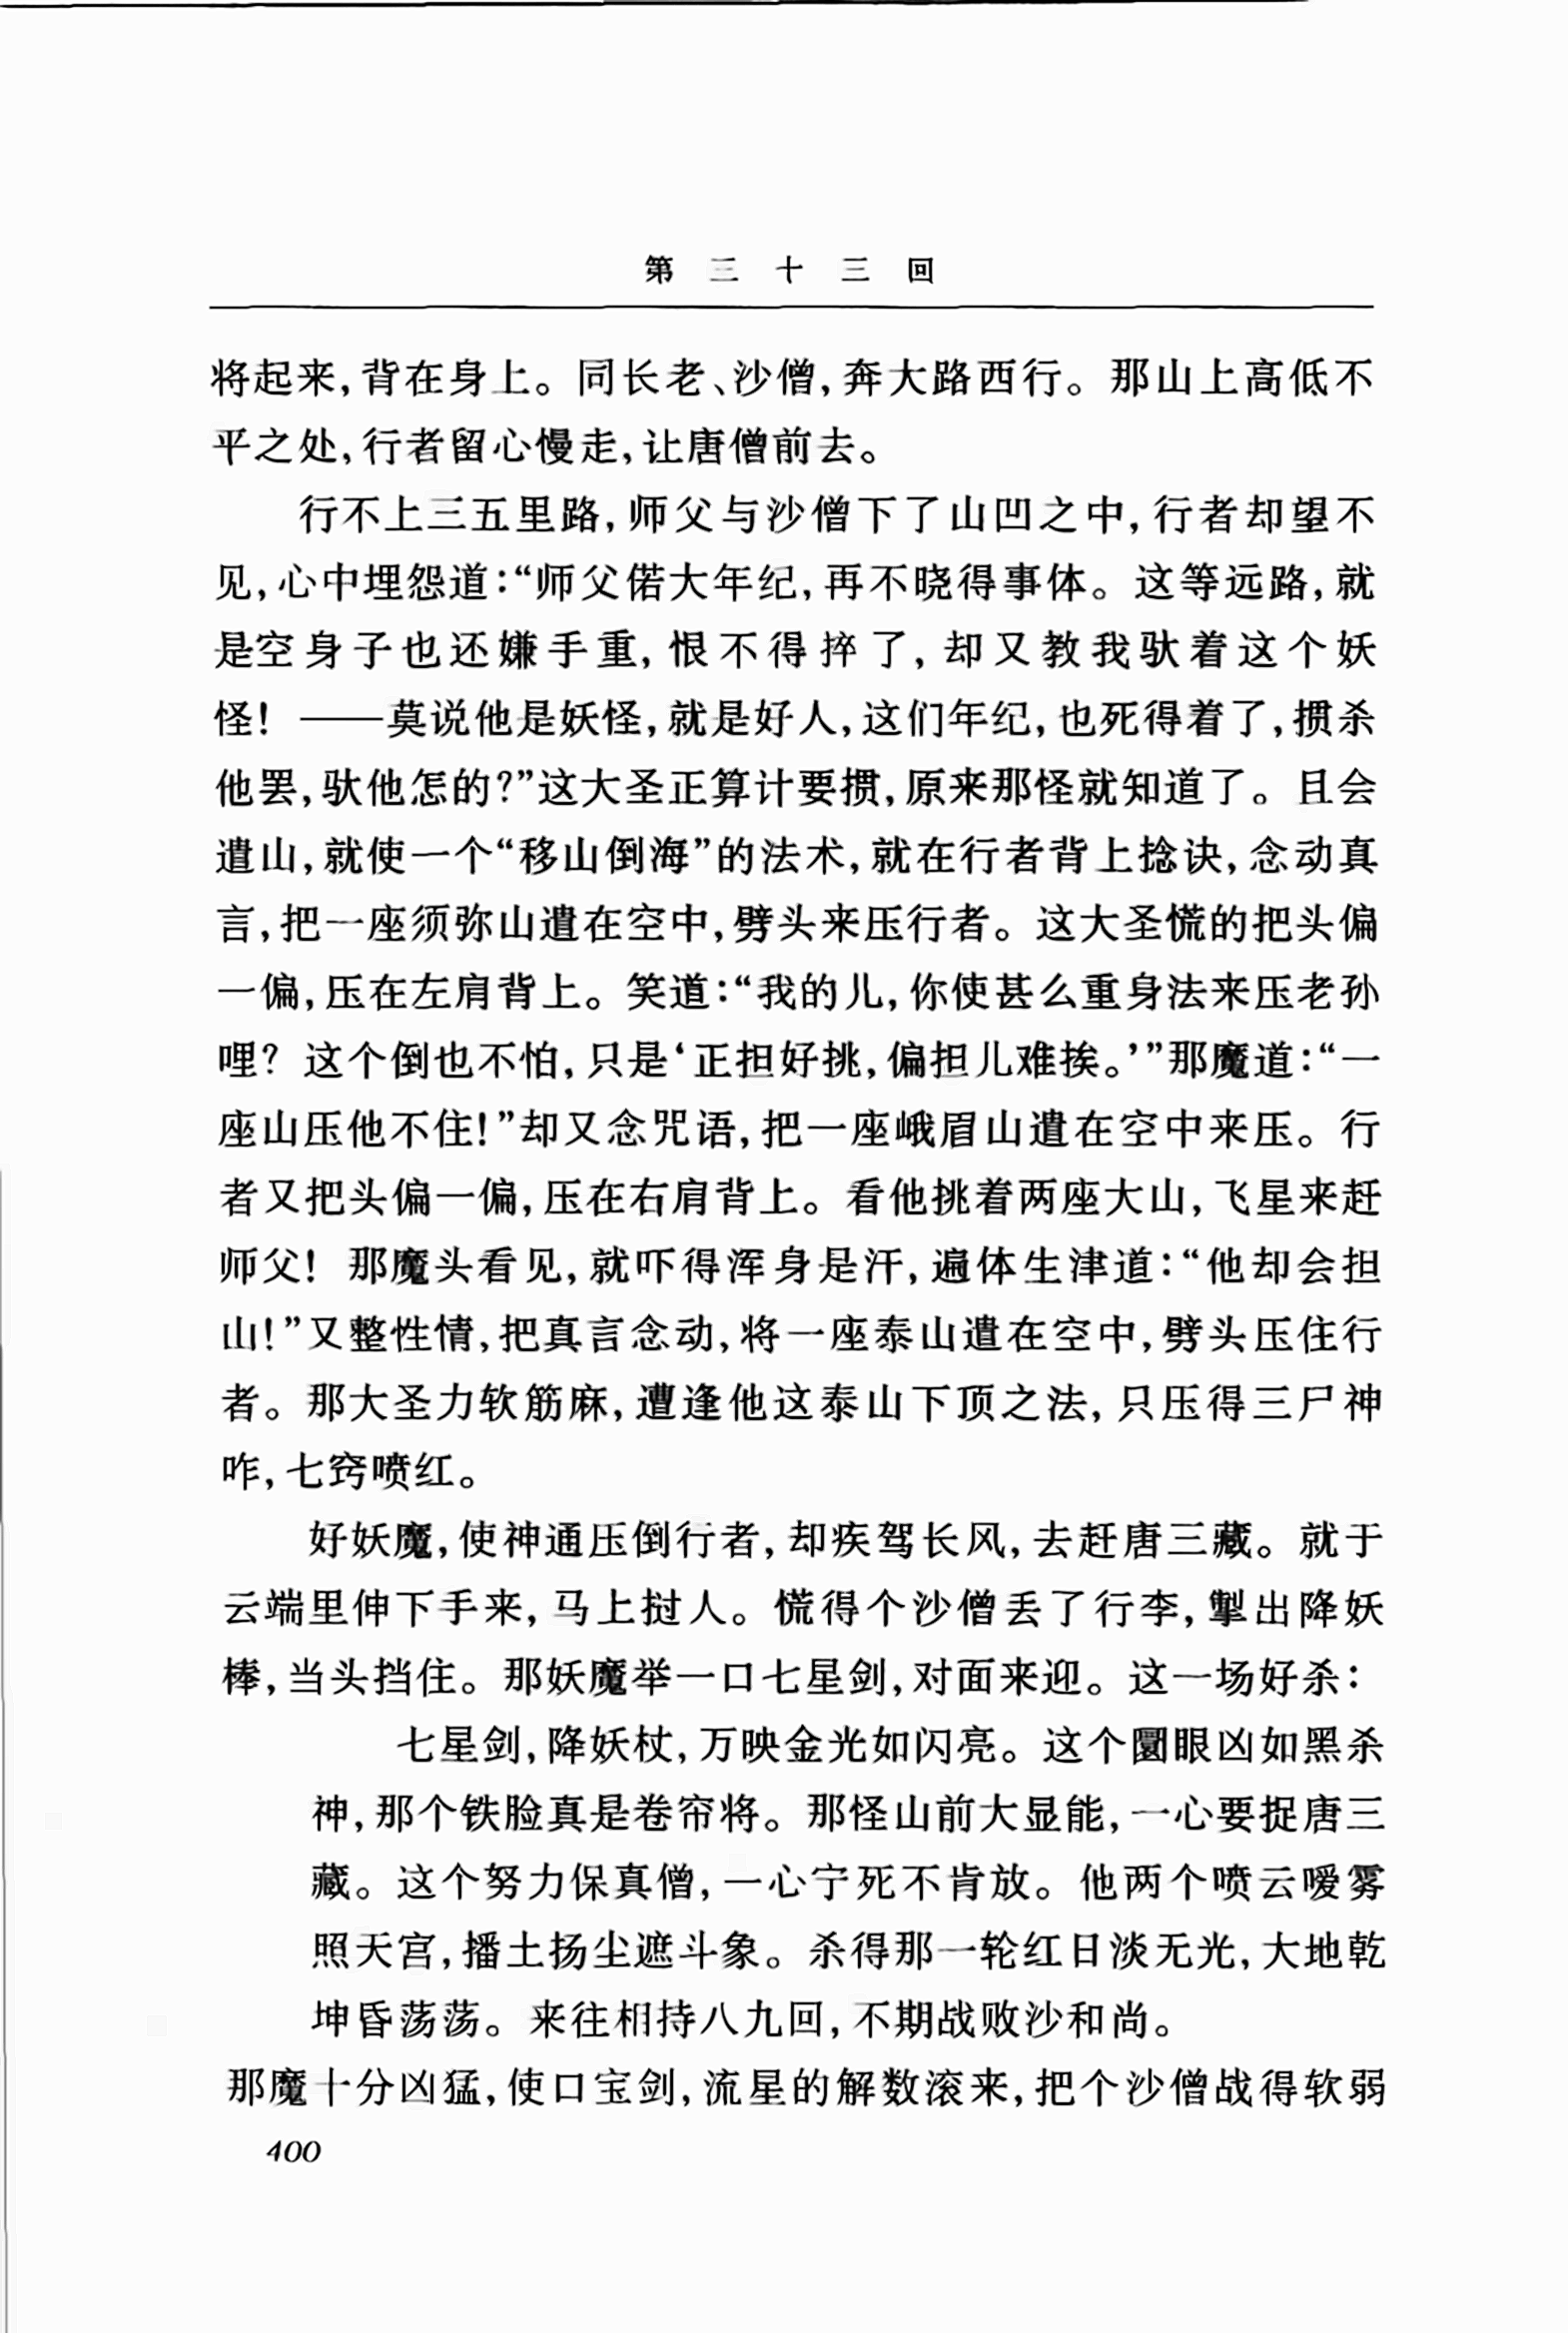 第三十三回
将起来,背在身上。同长老、沙僧,奔大路西行。那山上高低不
平之处,行者留心慢走,让唐僧前去。
行不上三五里路,师父与沙僧下了山凹之中,行者却望不
见,心中埋怨道:“师父偌大年纪,再不晓得事体。这等远路,就
是空身子也还嫌手重,恨不得捽了,却又教我驮着这个妖
怪!——莫说他是妖怪,就是好人,这们年纪,也死得着了,掼杀
他罢,驮他怎的?”这大圣正算计要掼,原来那怪就知道了。且会
遣山,就使一个“移山倒海”的法术,就在行者背上捻诀,念动真
言,把一座须弥山遣在空中,劈头来压行者。这大圣慌的把头偏
一偏,压在左肩背上。笑道:“我的儿,你使甚么重身法来压老孙
哩?这个倒也不怕,只是‘正担好挑,偏担儿难挨。’”那魔道:“一
座山压他不住!”却又念咒语,把一座峨眉山遣在空中来压。行
者又把头偏一偏,压在右肩背上。看他挑着两座大山,飞星来赶
师父!那魔头看见,就吓得浑身是汗,遍体生津道:“他却会担
山!”又整性情,把真言念动,将一座泰山遣在空中,劈头压住行
者。那大圣力软筋麻,遭逢他这泰山下顶之法,只压得三尸神
咋,七窍喷红。
好妖魔,使神通压倒行者,却疾驾长风,去赶唐三藏。就于
云端里伸下手来,马上挝人。慌得个沙僧丢了行李,掣出降妖
棒,当头挡住。那妖魔举一口七星剑,对面来迎。这一场好杀:
七星剑,降妖杖,万映金光如闪亮。这个圜眼凶如黑杀
神,那个铁脸真是卷帘将。那怪山前大显能,一心要捉唐三
藏。这个努力保真僧,一心宁死不肯放。他两个喷云嗳雾
照天宫,播土扬尘遮斗象。杀得那一轮红日淡无光,大地乾
坤昏荡荡。来往相持八九回,不期战败沙和尚。
那魔十分凶猛,使口宝剑,流星的解数滚来,把个沙僧战得软弱
400